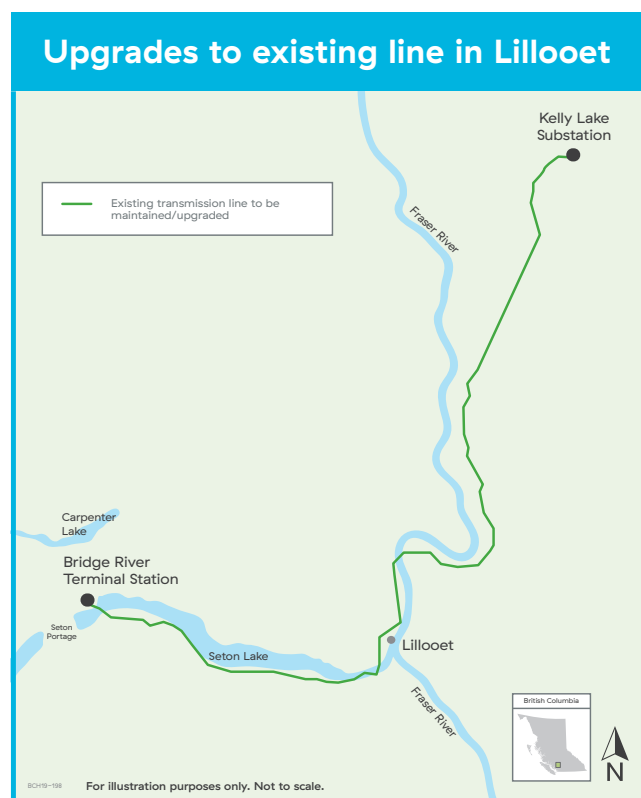 Upgrades to existing line in Lillooet
Kelly Lake
Substation
Existing transmission line to be
maintained/upgraded
Fraser River
Carpenter
Lake
Bridge River
Terminal Station
Seton
Portage
Seton Lake
Lillooet
Fraser River
British Columbia
N
BCH19-198
For illustration purposes only. Not to scale.